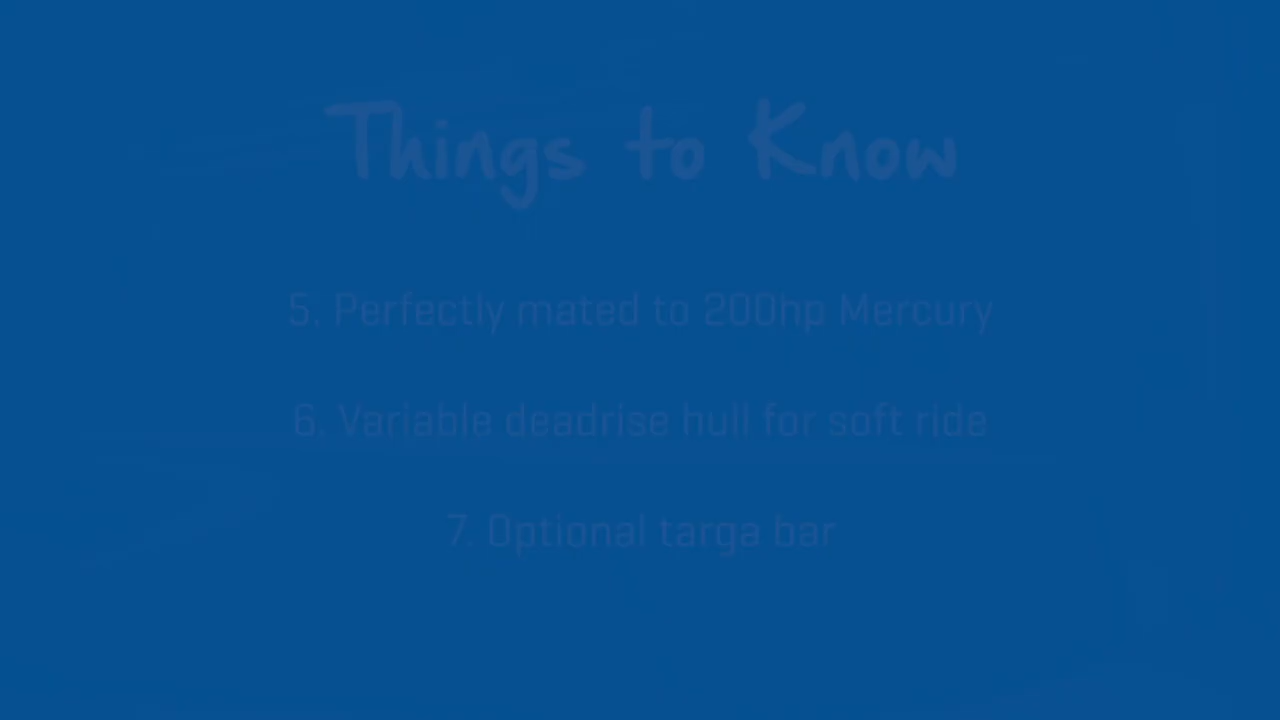 Things to Know
5. Perfectly mated to 200hp Mercury
6. Variable deadrise hull for soft ride
7. Optional targa bar